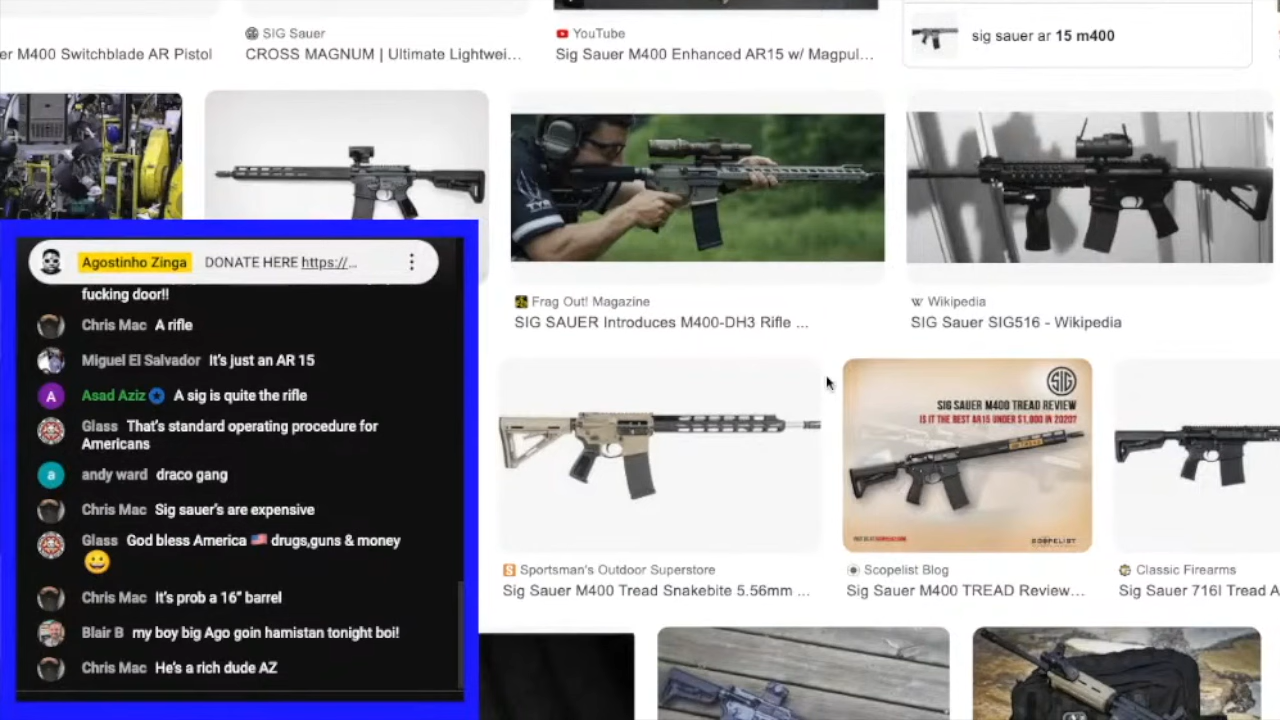 SIG Sauer
YouTube
er M400 Switchblade AR Pistol
CROSS MAGNUM | Ultimate Lightwei...
Sig Sauer M400 Enhanced AR15 w/ Magpul...
sig sauer ar 15 m400
Frag Out! Magazine
W Wikipedia
SIG SAUER Introduces M400-DH3 Rifle ...
SIG Sauer SIG516 - Wikipedia
Agostinho Zinga DONATE HERE https://...
fucking door!!
Chris Mac A rifle
Miguel El Salvador It's just an AR 15
A Asad Aziz A sig is quite the rifle
Glass That's standard operating procedure for
Americans
a andy ward draco gang
Chris Mac Sig sauer's are expensive
Glass God bless America 🇺🇸 drugs,guns & money
😀
Chris Mac It's prob a 16" barrel
Blair B my boy big Ago goin hamistan tonight boi!
Chris Mac He's a rich dude AZ
SIG
SIG SAUER M400 TREAD REVIEW
IS IT THE BEST AR15 UNDER $1,000 IN 2020?
SCOPELIST
S Sportsman's Outdoor Superstore
Scopelist Blog
Classic Firearms
Sig Sauer M400 Tread Snakebite 5.56mm ...
Sig Sauer M400 TREAD Review...
Sig Sauer 716I Tread A